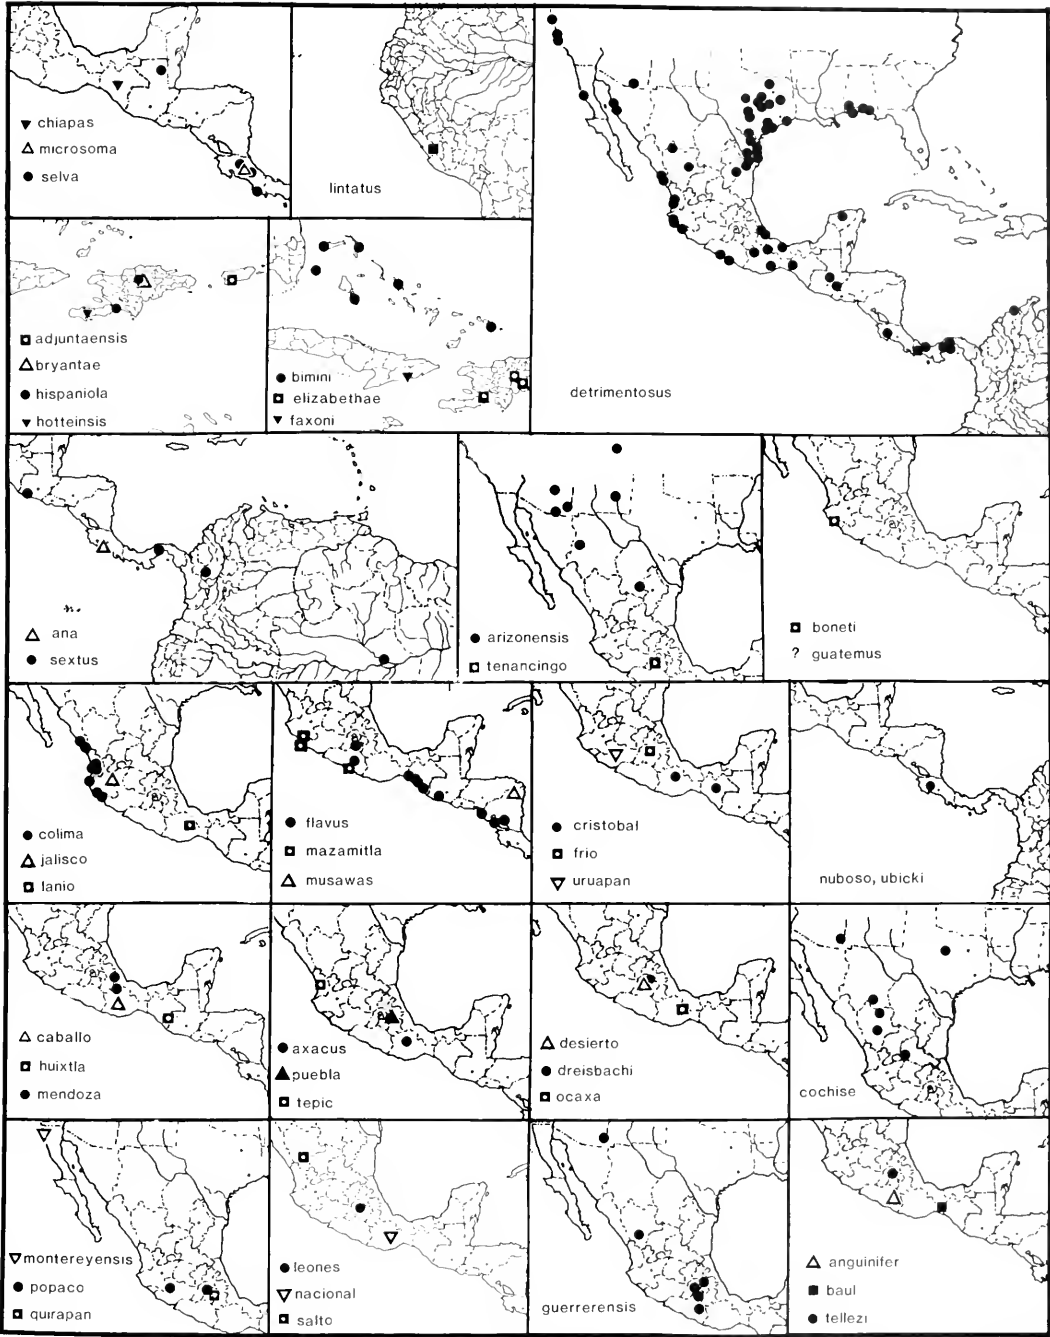 chiapas
microsoma
selva
lintatus
detrimentosus
adjuntaensis
bryantae
hispaniola
hotteinsis
bimini
elizabethae
faxoni
ana
sextus
arizonensis
tenancingo
boneti
? guatemus
?
colima
jalisco
lanio
flavus
mazamitla
musawas
cristobal
frio
uruapan
nuboso, ubicki
caballo
huixtla
mendoza
axacus
puebla
tepic
desierto
dreisbachi
ocaxa
cochise
montereyensis
popaco
quirapan
leones
nacional
salto
guerrerensis
anguinifer
baul
tellezi